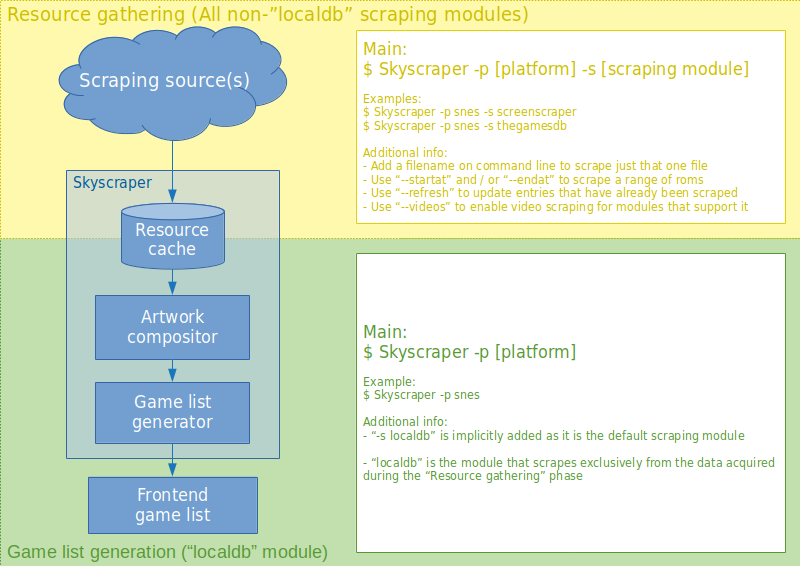 Resource gathering (All non-”localdb” scraping modules)
Scraping source(s)
Skyscraper
Resource
cache
Artwork
compositor
Game list
generator
Frontend
game list
Main:
$ Skyscraper -p [platform] -s [scraping module]
Examples:
$ Skyscraper -p snes -s screenscraper
$ Skyscraper -p snes -s thegamesdb
Additional info:
- Add a filename on command line to scrape just that one file
- Use “--startat” and / or “--endat” to scrape a range of roms
- Use “--refresh” to update entries that have already been scraped
- Use “--videos” to enable video scraping for modules that support it
Main:
$ Skyscraper -p [platform]
Example:
$ Skyscraper -p snes
Additional info:
- “-s localdb” is implicitly added as it is the default scraping module
- “localdb” is the module that scrapes exclusively from the data acquired
during the “Resource gathering” phase
Game list generation (“localdb” module)